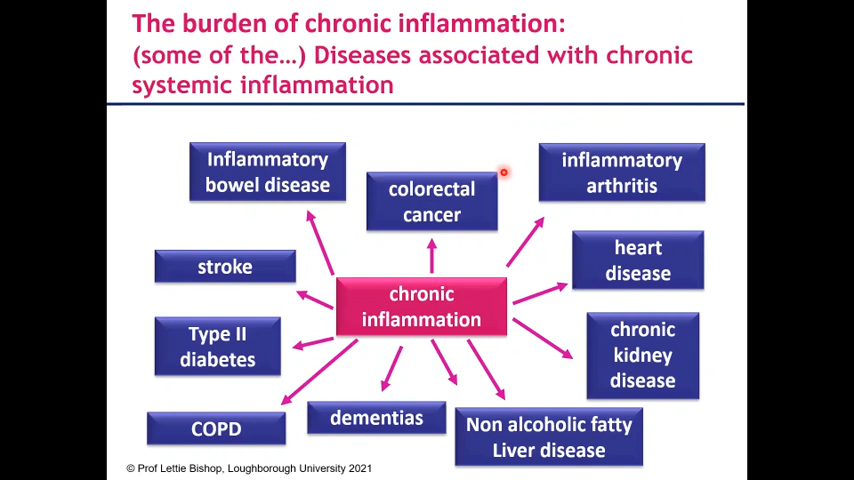 The burden of chronic inflammation:
(some of the…) Diseases associated with chronic
systemic inflammation
Inflammatory
bowel disease
colorectal
cancer
inflammatory
arthritis
stroke
heart
disease
chronic
inflammation
Type II
diabetes
chronic
kidney
disease
COPD
dementias
Non alcoholic fatty
Liver disease
© Prof Lettie Bishop, Loughborough University 2021